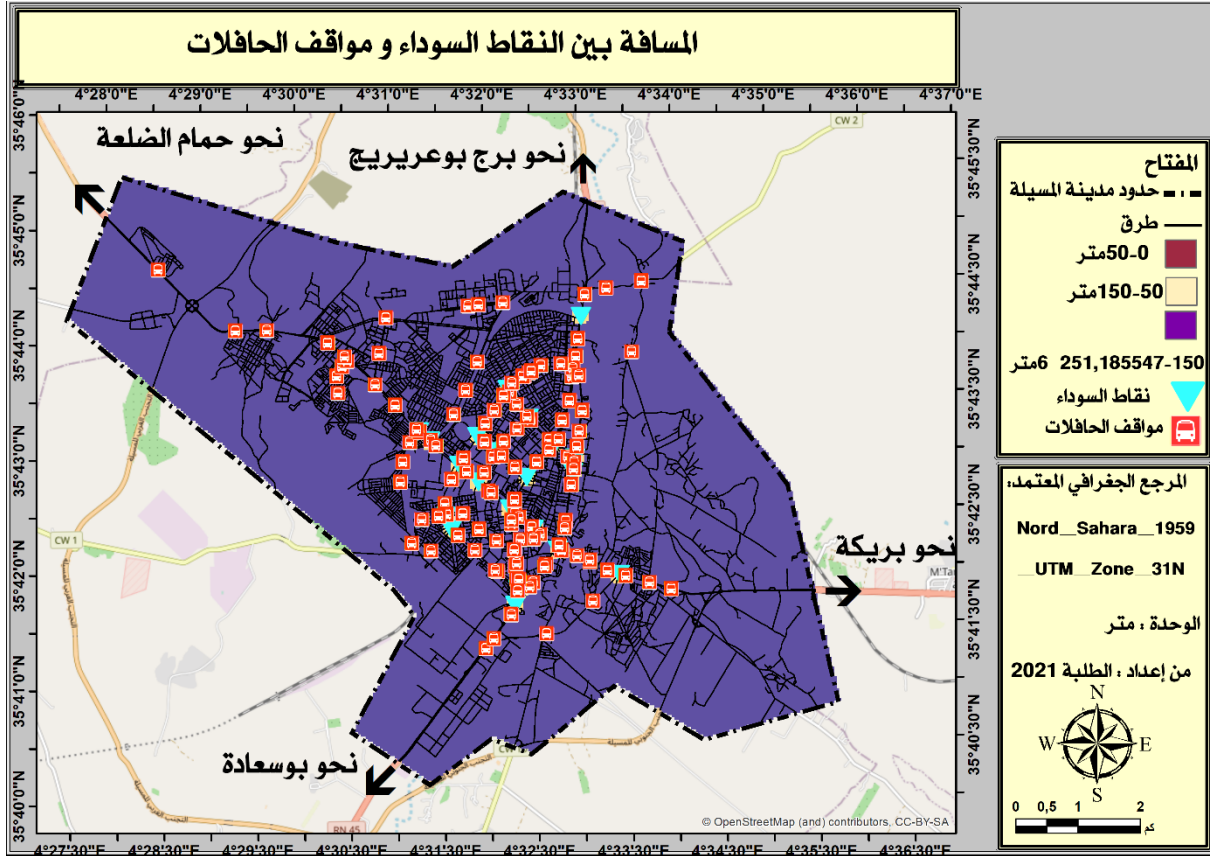 المسافة بين النقاط السوداء و مواقف الحافلات
4°28'0"E 4°29'0"E 4°30'0"E 4°31'0"E 4°32'0"E 4°33'0"E 4°34'0"E 4°35'0"E 4°36'0"E 4°37'0"E
35°46'0"N
35°45'0"N
35°44'0"N
35°43'0"N
35°42'0"N
35°41'0"N
35°40'0"N
نحو حمام الضلعة
نحو برج بوعريريج
CW 2
CW 1
نحو بريكة
M'Tar
نحو بوسعادة
RN 45
© OpenStreetMap (and) contributors, CC-BY-SA
35°45'30"N
35°44'30"N
35°43'30"N
35°42'30"N
35°41'30"N
35°40'30"N
4°27'30"E 4°28'30"E 4°29'30"E 4°30'30"E 4°31'30"E 4°32'30"E 4°33'30"E 4°34'30"E 4°35'30"E 4°36'30"E
المفتاح
حدود مدينة المسيلة
طرق
0-50متر
50-150متر
150-251,185547 6متر
نقاط السوداء
مواقف الحافلات
المرجع الجغرافي المعتمد:
Nord__Sahara__1959
__UTM__Zone__31N
الوحدة : متر
من إعداد : الطلبة 2021
N
W E
S
0 0,5 1 2
كم